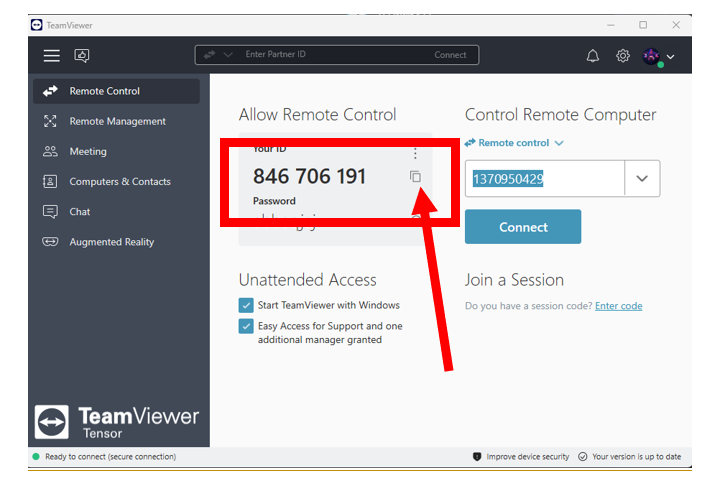 TeamViewer
Enter Partner ID
Connect
Remote Control
Remote Management
Meeting
Computers & Contacts
Chat
Augmented Reality
TeamViewer
Tensor
Allow Remote Control
Your ID
846 706 191
Password
Unattended Access
Start TeamViewer with Windows
Easy Access for Support and one
additional manager granted
Control Remote Computer
Remote control
1370950429
Connect
Join a Session
Do you have a session code? Enter code
Ready to connect (secure connection)
Improve device security
Your version is up to date